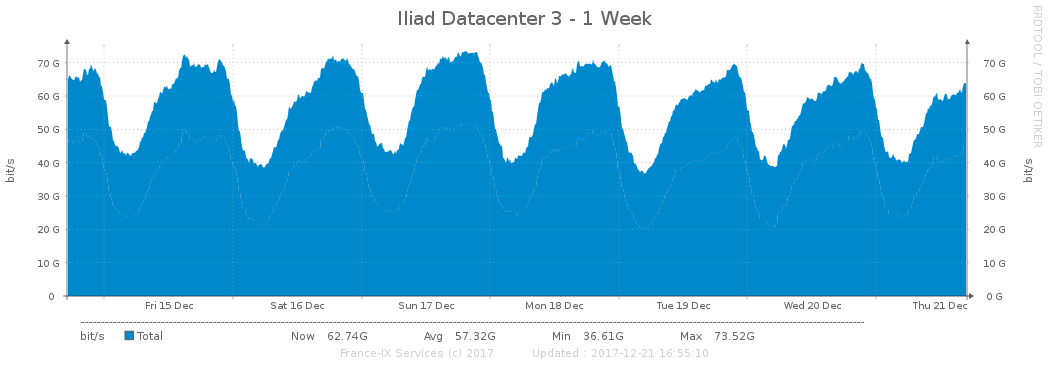 Iliad Datacenter 3 - 1 Week
RRDTOOL / TOBI OETIKER
bit/s
bit/s
70 G 70 G
60 G 60 G
50 G 50 G
40 G 40 G
30 G 30 G
20 G 20 G
10 G 10 G
0 0 G
Fri 15 Dec Sat 16 Dec Sun 17 Dec Mon 18 Dec Tue 19 Dec Wed 20 Dec Thu 21 Dec
bit/s Total Now 62.74G Avg 57.32G Min 36.61G Max 73.52G
France-IX Services (c) 2017 Updated : 2017-12-21 16:55:10